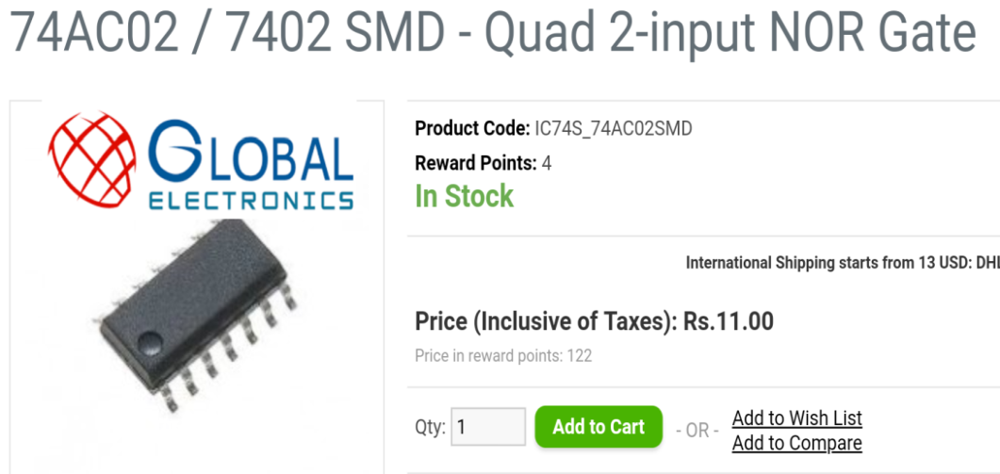 74AC02 / 7402 SMD - Quad 2-input NOR Gate
GLOBAL
ELECTRONICS
Product Code: IC74S_74AC02SMD
Reward Points: 4
In Stock
International Shipping starts from 13 USD: DHL
Price (Inclusive of Taxes): Rs.11.00
Price in reward points: 122
Qty: 1 Add to Cart - OR - Add to Wish List
Add to Compare